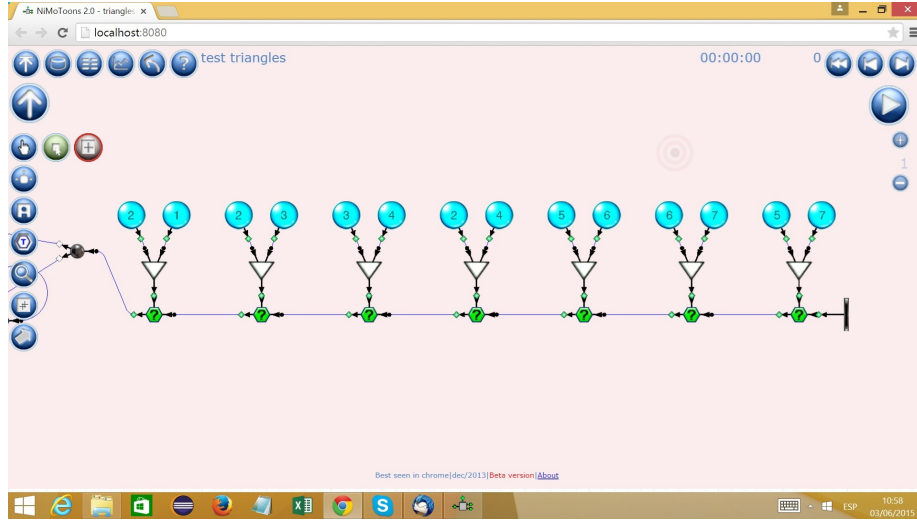 NiMoToons 2.0 - triangles
localhost:8080
test triangles
00:00:00
0
1
T
#
2 1 2 3 3 4 2 4 5 6 6 7 5 7
? ? ? ? ? ? ?
Best seen in chrome|dec/2013|Beta version|About
ESP
10:58
03/06/2015